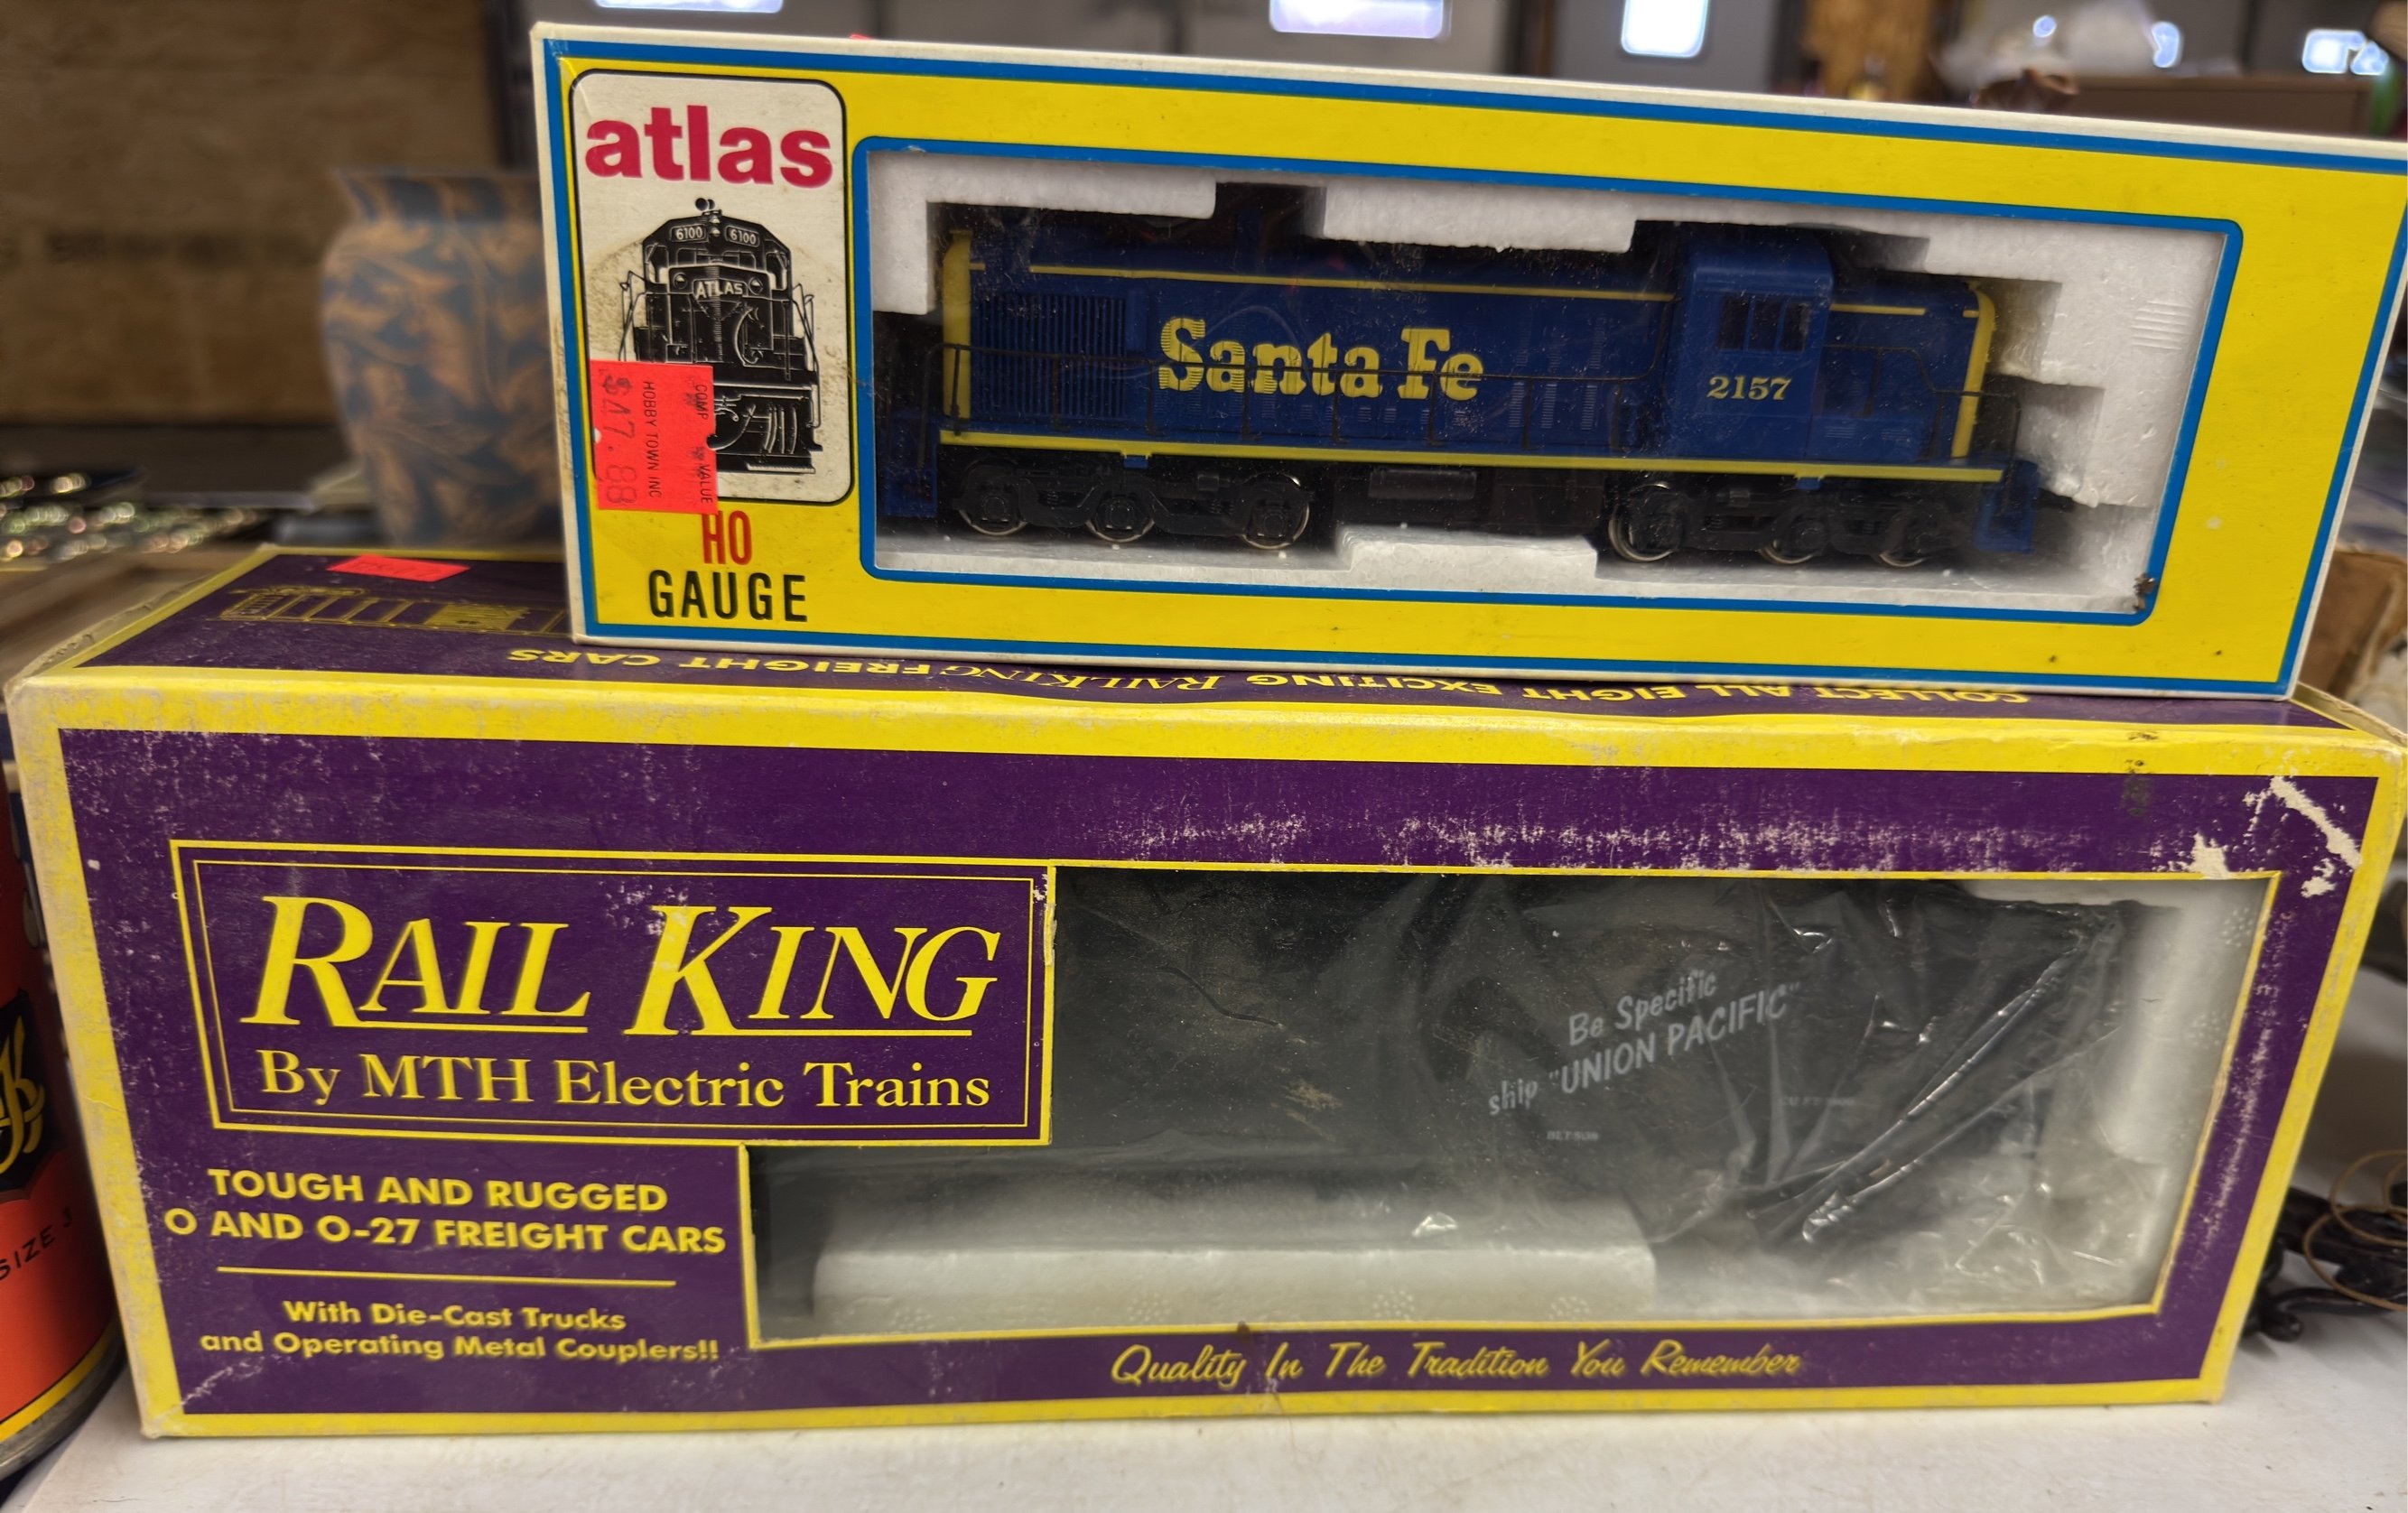 atlas
6100 6100
ATLAS
COMP VALUE
HOBBY TOWN INC
$47.88
HO
GAUGE
Santa Fe
2157
COLLECT ALL EIGHT EXCITING RAILKING FREIGHT CARS
RAIL KING
By MTH Electric Trains
TOUGH AND RUGGED
O AND O-27 FREIGHT CARS
With Die-Cast Trucks
and Operating Metal Couplers!!
Be Specific
ship "UNION PACIFIC"
Quality In The Tradition You Remember
SIZE 3